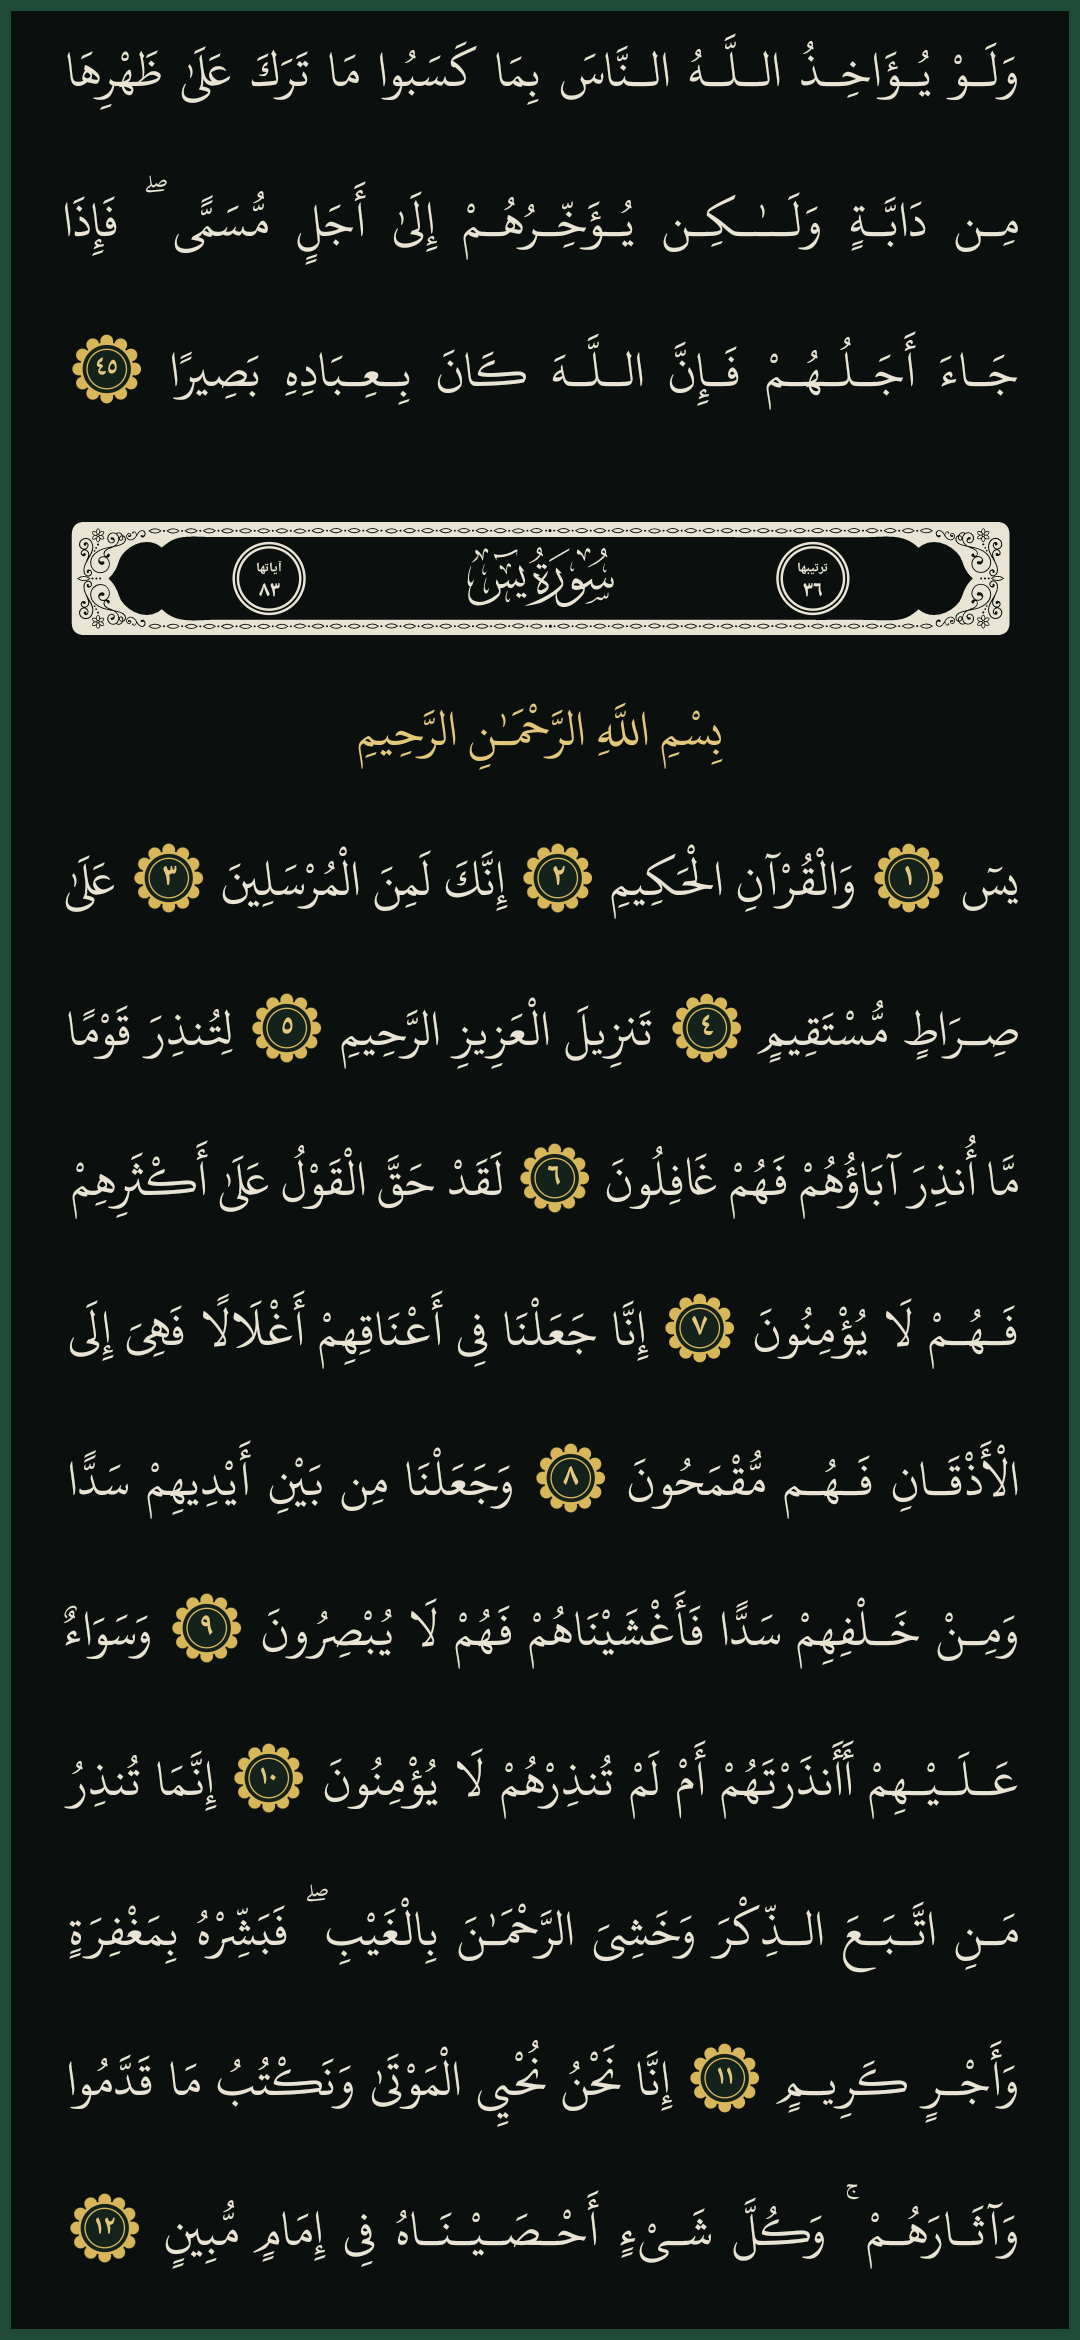 وَلَوْ يُؤَاخِذُ اللَّهُ النَّاسَ بِمَا كَسَبُوا مَا تَرَكَ عَلَىٰ ظَهْرِهَا
مِن دَابَّةٍ وَلَٰكِن يُؤَخِّرُهُمْ إِلَىٰ أَجَلٍ مُّسَمًّى ۖ فَإِذَا
جَاءَ أَجَلُهُمْ فَإِنَّ اللَّهَ كَانَ بِعِبَادِهِ بَصِيرًا ٤٥
ترتيبها ٣٦ سُورَةُ يسٓ آياتها ٨٣
بِسْمِ اللَّهِ الرَّحْمَٰنِ الرَّحِيمِ
يسٓ ١ وَالْقُرْآنِ الْحَكِيمِ ٢ إِنَّكَ لَمِنَ الْمُرْسَلِينَ ٣ عَلَىٰ
صِرَاطٍ مُّسْتَقِيمٍ ٤ تَنزِيلَ الْعَزِيزِ الرَّحِيمِ ٥ لِتُنذِرَ قَوْمًا
مَّا أُنذِرَ آبَاؤُهُمْ فَهُمْ غَافِلُونَ ٦ لَقَدْ حَقَّ الْقَوْلُ عَلَىٰ أَكْثَرِهِمْ
فَهُمْ لَا يُؤْمِنُونَ ٧ إِنَّا جَعَلْنَا فِى أَعْنَاقِهِمْ أَغْلَالًا فَهِىَ إِلَى
الْأَذْقَانِ فَهُم مُّقْمَحُونَ ٨ وَجَعَلْنَا مِن بَيْنِ أَيْدِيهِمْ سَدًّا
وَمِنْ خَلْفِهِمْ سَدًّا فَأَغْشَيْنَاهُمْ فَهُمْ لَا يُبْصِرُونَ ٩ وَسَوَاءٌ
عَلَيْهِمْ أَأَنذَرْتَهُمْ أَمْ لَمْ تُنذِرْهُمْ لَا يُؤْمِنُونَ ١٠ إِنَّمَا تُنذِرُ
مَنِ اتَّبَعَ الذِّكْرَ وَخَشِىَ الرَّحْمَٰنَ بِالْغَيْبِ ۖ فَبَشِّرْهُ بِمَغْفِرَةٍ
وَأَجْرٍ كَرِيمٍ ١١ إِنَّا نَحْنُ نُحْيِي الْمَوْتَىٰ وَنَكْتُبُ مَا قَدَّمُوا
وَآثَارَهُمْ ۚ وَكُلَّ شَىْءٍ أَحْصَيْنَاهُ فِى إِمَامٍ مُّبِينٍ ١٢